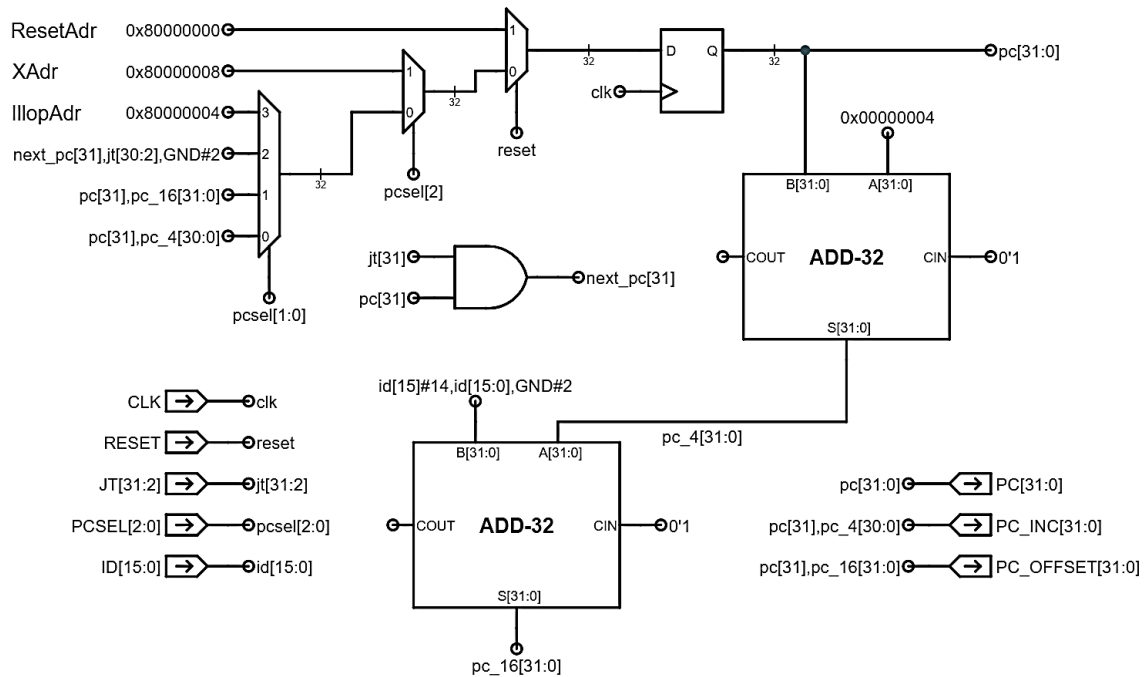 ResetAdr 0x80000000
1
XAdr 0x80000008
1
0
32
IllopAdr 0x80000004
3
0
next_pc[31],jt[30:2],GND#2
2
pc[31],pc_16[31:0]
1
pc[31],pc_4[30:0]
0
32
pcsel[1:0]
pcsel[2]
reset
32
D Q
clk
32
pc[31:0]
0x00000004
B[31:0] A[31:0]
COUT ADD-32 CIN
0'1
S[31:0]
jt[31]
pc[31]
next_pc[31]
id[15]#14,id[15:0],GND#2
pc_4[31:0]
B[31:0] A[31:0]
COUT ADD-32 CIN
0'1
S[31:0]
pc_16[31:0]
CLK clk
RESET reset
JT[31:2] jt[31:2]
PCSEL[2:0] pcsel[2:0]
ID[15:0] id[15:0]
pc[31:0] PC[31:0]
pc[31],pc_4[30:0] PC_INC[31:0]
pc[31],pc_16[31:0] PC_OFFSET[31:0]